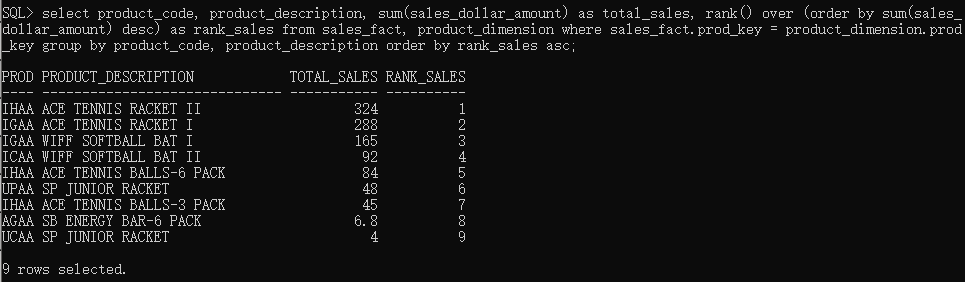 SQL> select product_code, product_description, sum(sales_dollar_amount) as total_sales, rank() over (order by sum(sales_
dollar_amount) desc) as rank_sales from sales_fact, product_dimension where sales_fact.prod_key = product_dimension.prod
_key group by product_code, product_description order by rank_sales asc;
PROD PRODUCT_DESCRIPTION            TOTAL_SALES RANK_SALES
---- ------------------------------ ----------- ----------
IHAA ACE TENNIS RACKET II                   324          1
IGAA ACE TENNIS RACKET I                    288          2
IGAA WIFF SOFTBALL BAT I                    165          3
ICAA WIFF SOFTBALL BAT II                    92          4
IHAA ACE TENNIS BALLS-6 PACK                 84          5
UPAA SP JUNIOR RACKET                        48          6
IHAA ACE TENNIS BALLS-3 PACK                 45          7
AGAA SB ENERGY BAR-6 PACK                   6.8          8
UCAA SP JUNIOR RACKET                         4          9
9 rows selected.